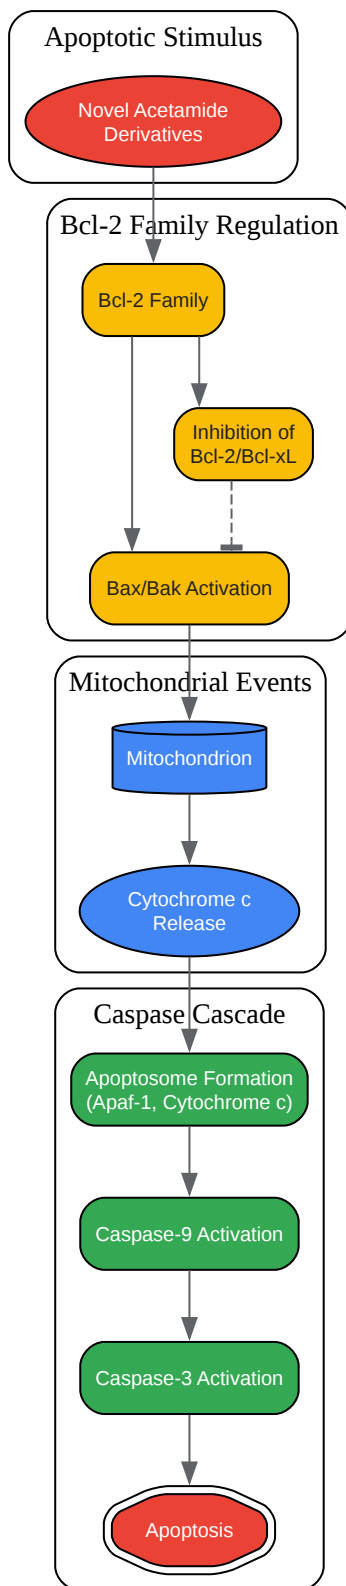 Apoptotic Stimulus
Novel Acetamide
Derivatives
Bcl-2 Family Regulation
Bcl-2 Family
Inhibition of
Bcl-2/Bcl-xL
Bax/Bak Activation
Mitochondrial Events
Mitochondrion
Cytochrome c
Release
Caspase Cascade
Apoptosome Formation
(Apaf-1, Cytochrome c)
Caspase-9 Activation
Caspase-3 Activation
Apoptosis